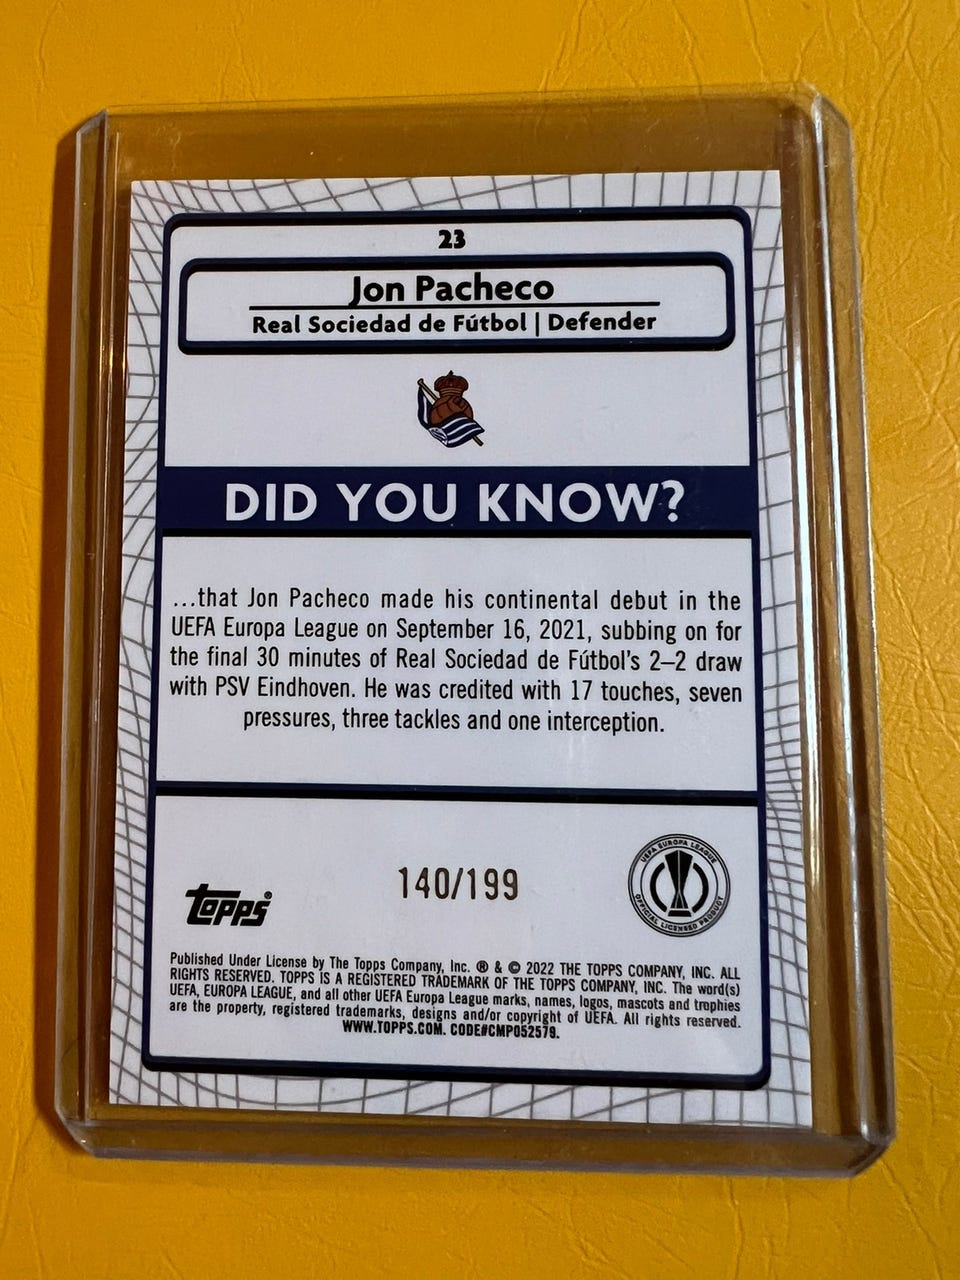 23
Jon Pacheco
Real Sociedad de Fútbol | Defender
DID YOU KNOW?
...that Jon Pacheco made his continental debut in the
UEFA Europa League on September 16, 2021, subbing on for
the final 30 minutes of Real Sociedad de Fútbol's 2–2 draw
with PSV Eindhoven. He was credited with 17 touches, seven
pressures, three tackles and one interception.
topps®
140/199
UEFA EUROPA LEAGUE
OFFICIAL LICENSED PRODUCT
Published Under License by The Topps Company, Inc. ® & © 2022 THE TOPPS COMPANY, INC. ALL
RIGHTS RESERVED. TOPPS IS A REGISTERED TRADEMARK OF THE TOPPS COMPANY, INC. The word(s)
UEFA, EUROPA LEAGUE, and all other UEFA Europa League marks, names, logos, mascots and trophies
are the property, registered trademarks, designs and/or copyright of UEFA. All rights reserved.
WWW.TOPPS.COM. CODE#CMP052579.